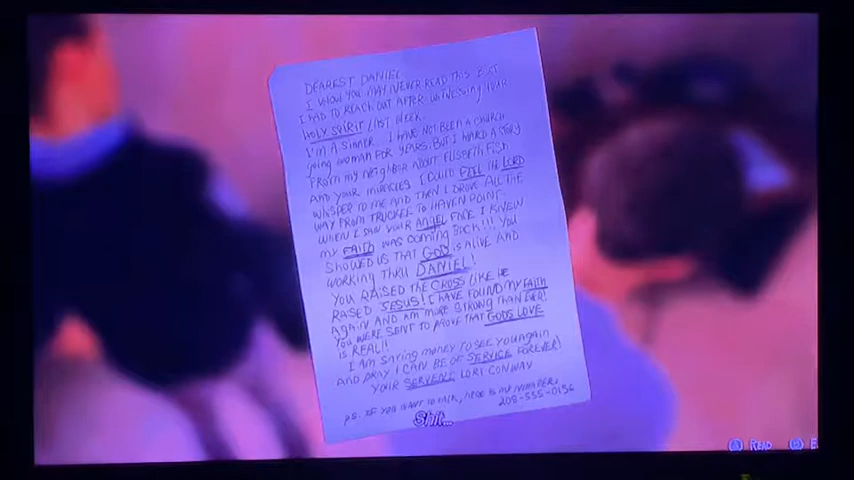 DEAREST DANIEL
I KNOW YOU MAY NEVER READ THIS BUT
I HAD TO REACH OUT AFTER WITNESSING YOUR
HOLY SPIRIT LAST WEEK.
I'M A SINNER. I HAVE NOT BEEN A CHURCH
going WOMAN FOR YEARS. BUT I HEARD A STORY
FROM my NEIGHBOR ABOUT ELISBETH FISH
AND YOUR MIRACLES I COULD FEEL THE LORD
WHISPER TO ME AND THEN I DROVE ALL THE
WAY FROM TRUCKEE TO HAVEN POINT.
WHEN I SAW YOUR ANGEL FACE I KNEW
my FAITH WAS COMING BACK!!! YOU
SHOWED US THAT GOD IS ALIVE AND
WORKING THRU DANIEL!
YOU RAISED THE CROSS LIKE HE
RASED JESUS! I HAVE FOUND MY FAITH
AGAIN AND AM MORE STRONG THAN EVER!
YOU WERE SENT TO PROVE THAT GODS LOVE
is REAL!!
I AM SAVING MONEY TO SEE YOU AGAIN
AND PRAY I CAN BE OF SERVICE FOREVER!
YOUR SERVENT LORI CONWAY
PS. IF YOU WANT TO TALK, HERE IS MY NUMBER:
208-555-0156
Shit...
A READ B